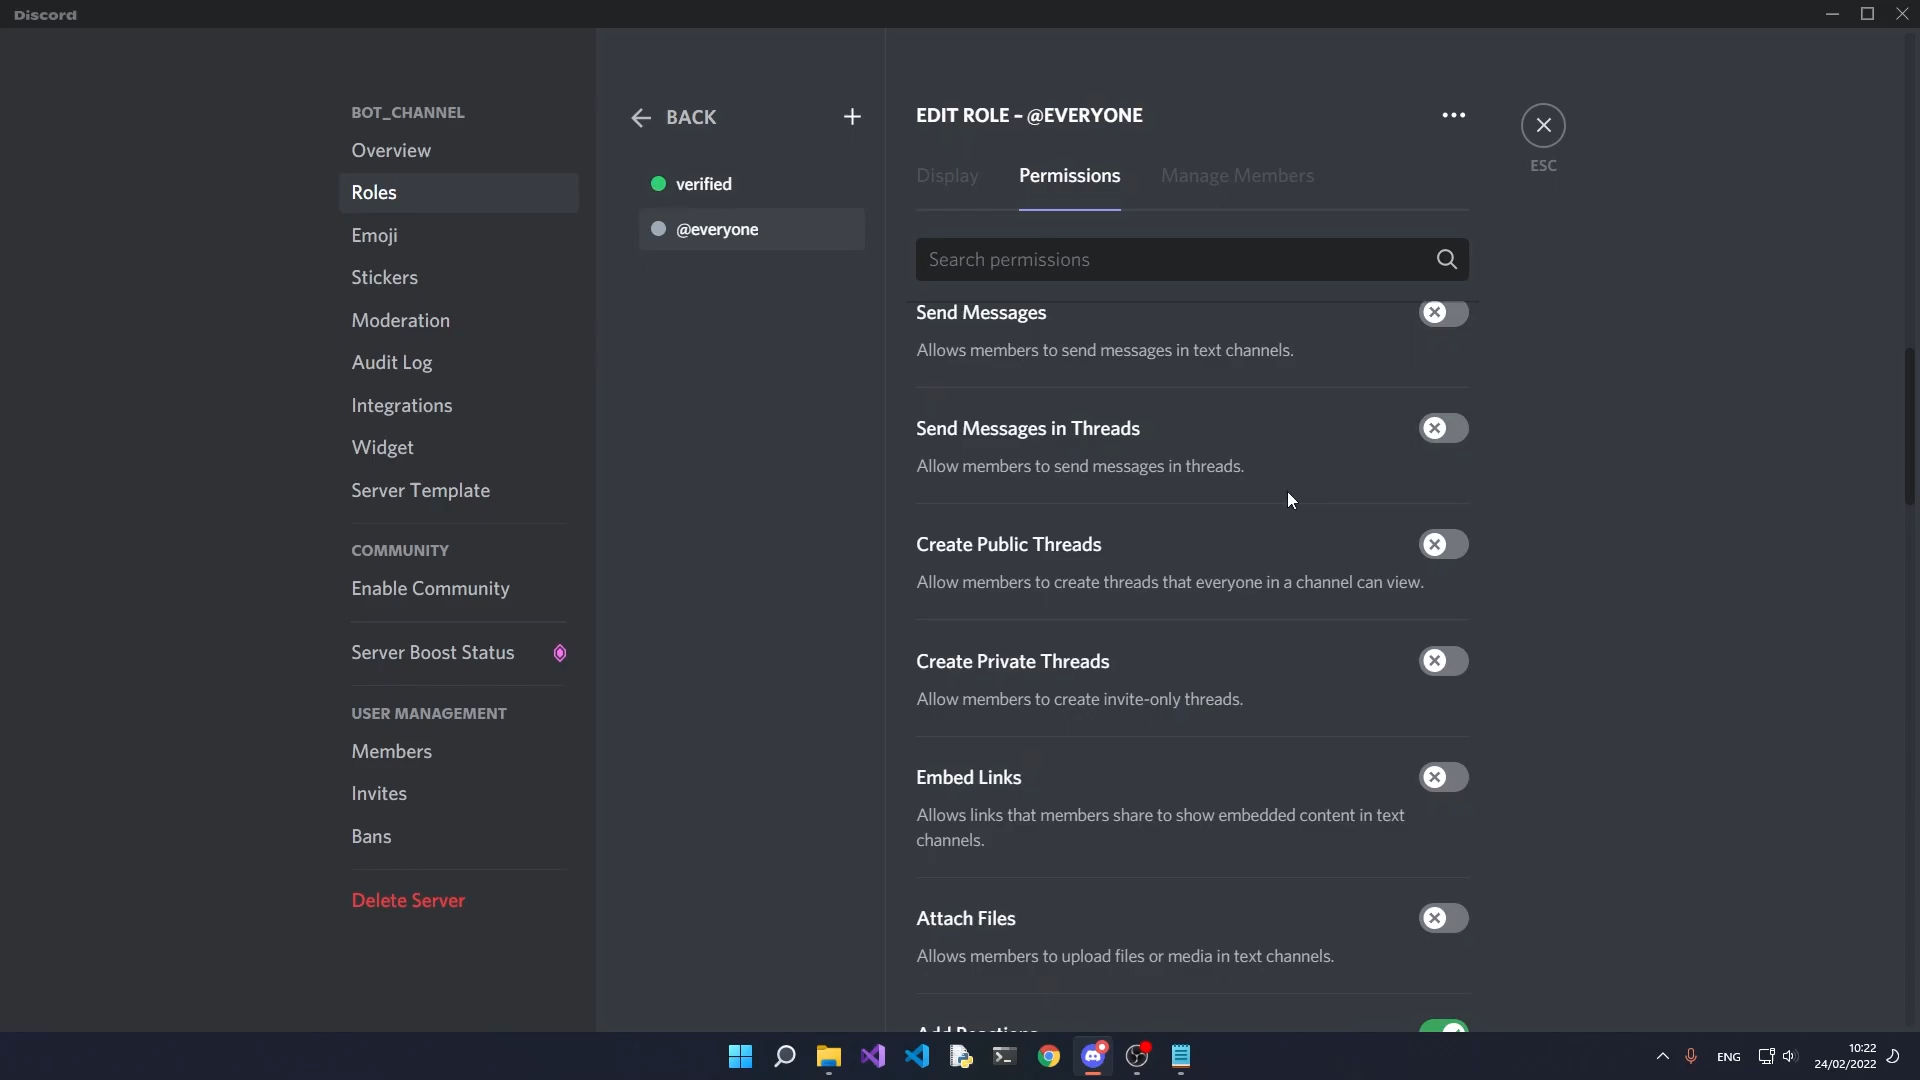 Discord
BOT_CHANNEL
Overview
Roles
Emoji
Stickers
Moderation
Audit Log
Integrations
Widget
Server Template
COMMUNITY
Enable Community
Server Boost Status
USER MANAGEMENT
Members
Invites
Bans
Delete Server
BACK
verified
@everyone
EDIT ROLE – @EVERYONE
ESC
Display Permissions Manage Members
Search permissions
Send Messages
Allows members to send messages in text channels.
Send Messages in Threads
Allow members to send messages in threads.
Create Public Threads
Allow members to create threads that everyone in a channel can view.
Create Private Threads
Allow members to create invite-only threads.
Embed Links
Allows links that members share to show embedded content in text
channels.
Attach Files
Allows members to upload files or media in text channels.
Add Reactions
ENG
10:22
24/02/2022